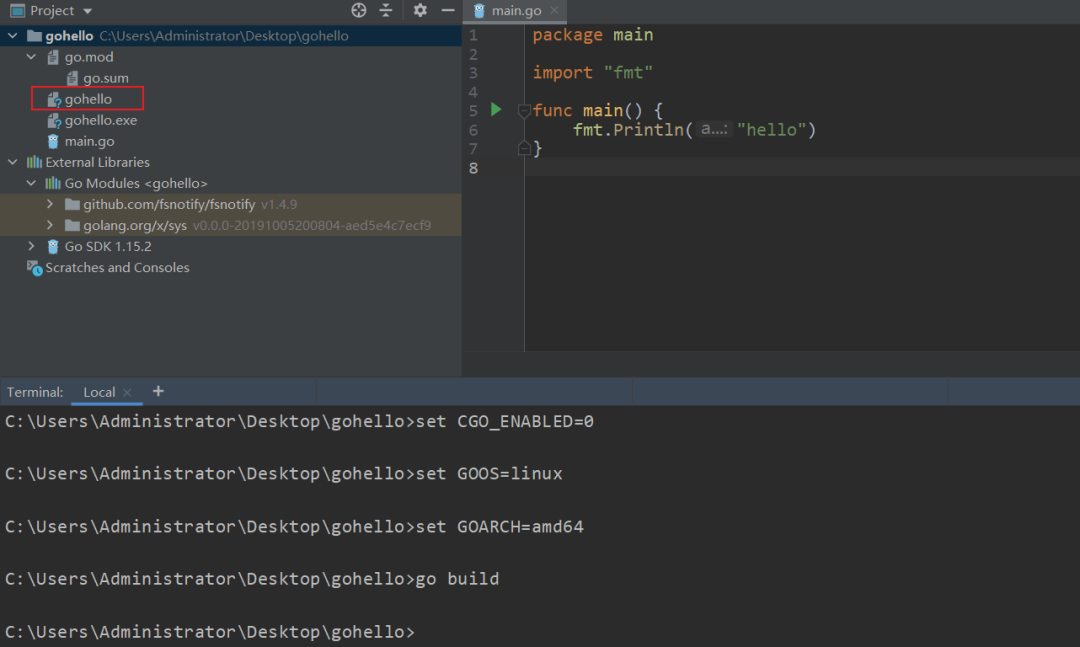 Project
gohello C:\Users\Administrator\Desktop\gohello
go.mod
go.sum
gohello
gohello.exe
main.go
External Libraries
Go Modules <gohello>
github.com/fsnotify/fsnotify v1.4.9
golang.org/x/sys v0.0.0-20191005200804-aed5e4c7ecf9
Go SDK 1.15.2
Scratches and Consoles
main.go
1 package main
2
3 import "fmt"
4
5 func main() {
6 fmt.Println( a...: "hello")
7 }
8
Terminal: Local +
C:\Users\Administrator\Desktop\gohello>set CGO_ENABLED=0
C:\Users\Administrator\Desktop\gohello>set GOOS=linux
C:\Users\Administrator\Desktop\gohello>set GOARCH=amd64
C:\Users\Administrator\Desktop\gohello>go build
C:\Users\Administrator\Desktop\gohello>